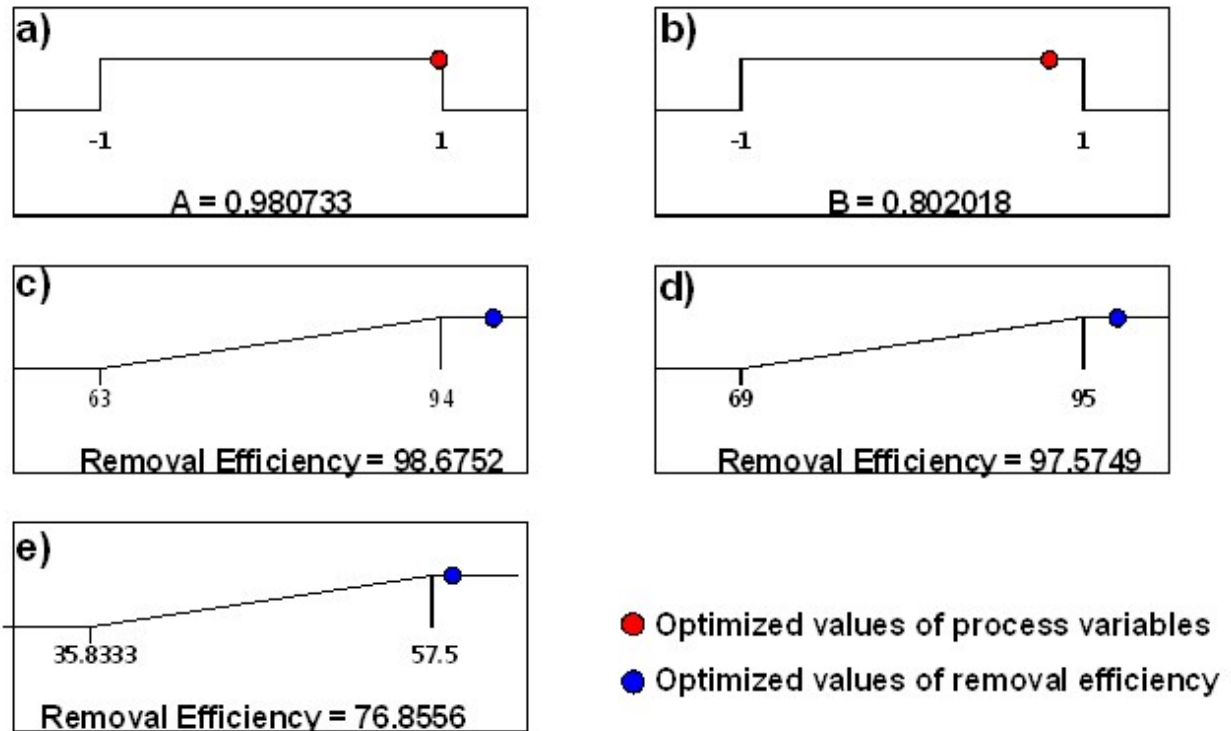 a)
-1 1
A = 0.980733
b)
-1 1
B = 0.802018
c)
63 94
Removal Efficiency = 98.6752
d)
69 95
Removal Efficiency = 97.5749
e)
35.8333 57.5
Removal Efficiency = 76.8556
Optimized values of process variables
Optimized values of removal efficiency